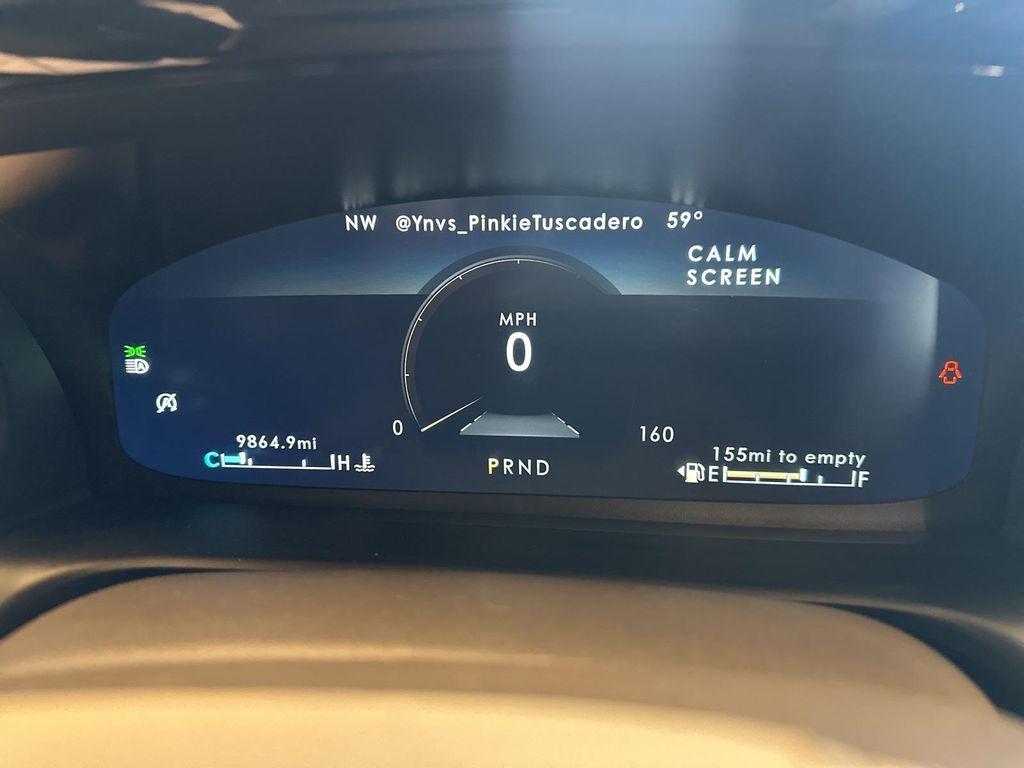 NW @Ynvs_PinkieTuscadero 59°
CALM
SCREEN
MPH
0
0
160
9864.9mi
C H
PRND
155mi to empty
E F